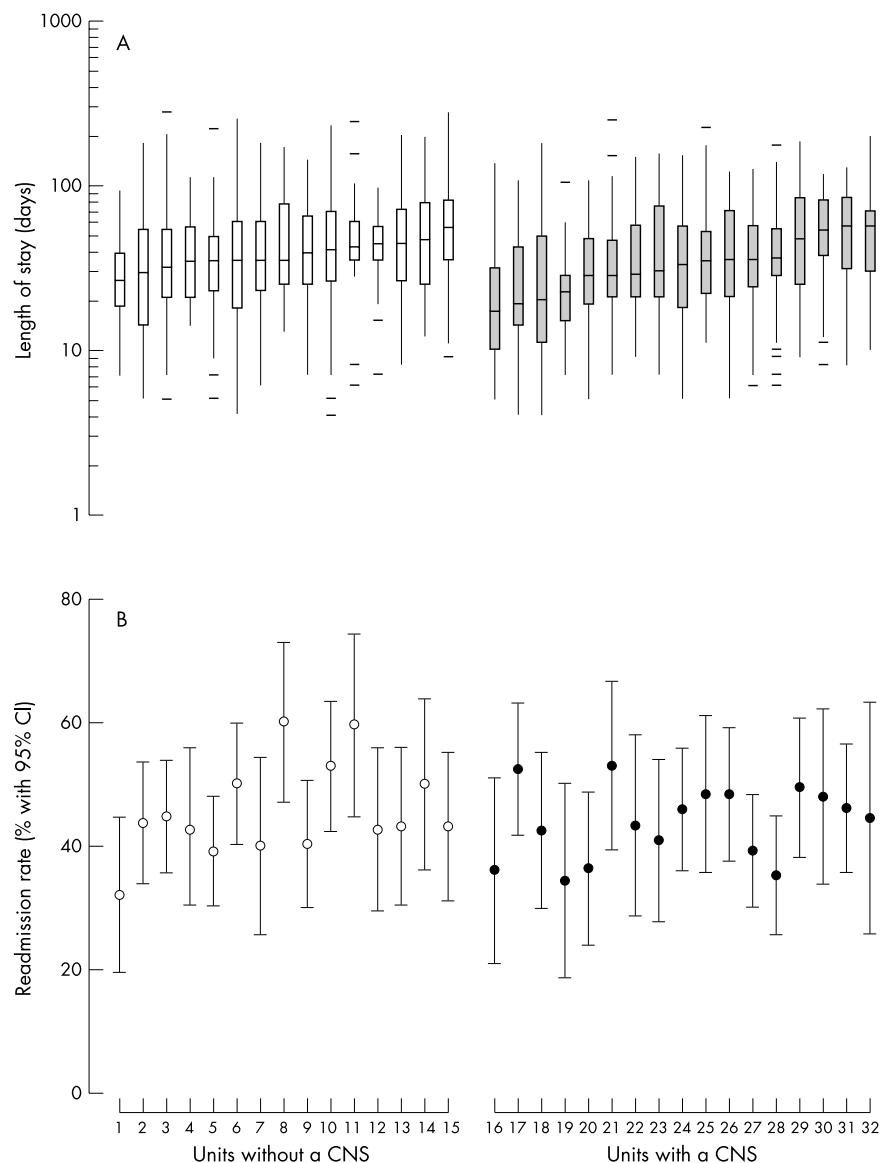 1000
A
100
10
1
Length of stay (days)
80
B
60
40
20
0
Readmission rate (% with 95% CI)
1 2 3 4 5 6 7 8 9 10 11 12 13 14 15 16 17 18 19 20 21 22 23 24 25 26 27 28 29 30 31 32
Units without a CNS Units with a CNS